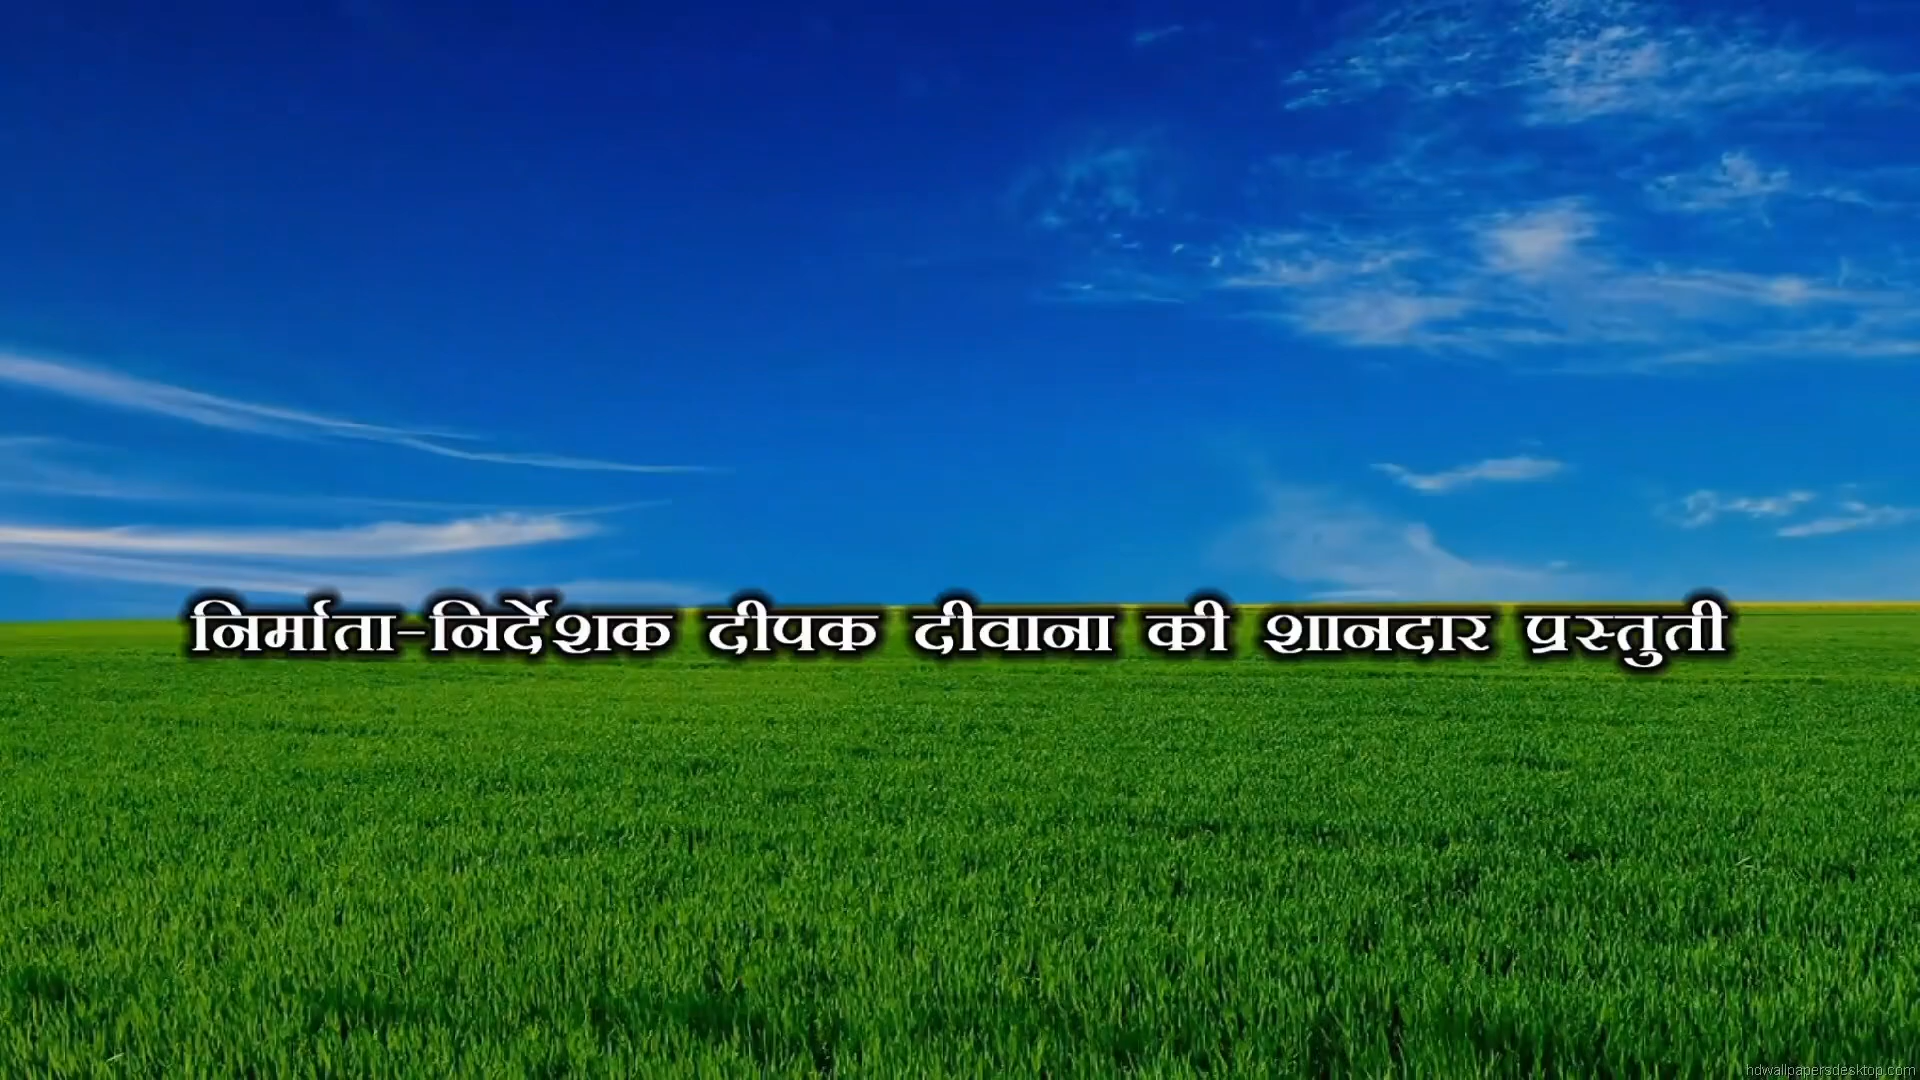 निर्माता-निर्देशक दीपक दीवाना की शानदार प्रस्तुती
hdwallpapersdesktop.com